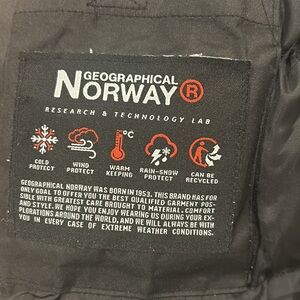 GEOGRAPHICAL
NORWAY®
RESEARCH & TECHNOLOGY LAB
°C
COLD PROTECT
WIND PROTECT
WARM KEEPING
RAIN-SNOW PROTECT
CAN BE RECYCLED
GEOGRAPHICAL NORWAY WAS BORN IN 1953. THIS BRAND HAS FOR
ONLY GOAL TO OFFER YOU THE BEST QUALIFIED GARMENT POS-
SIBLE WITH GREATEST CARE BROUGHT TO MATERIAL, COMFORT
AND STYLE. WE HOPE YOU ENJOY WEARING US DURING YOUR EX-
PLORATIONS AROUND THE WORLD, AND WE WILL ALWAYS BE WITH
YOU IN EVERY CASE OF EXTREME WEATHER CONDITIONS.